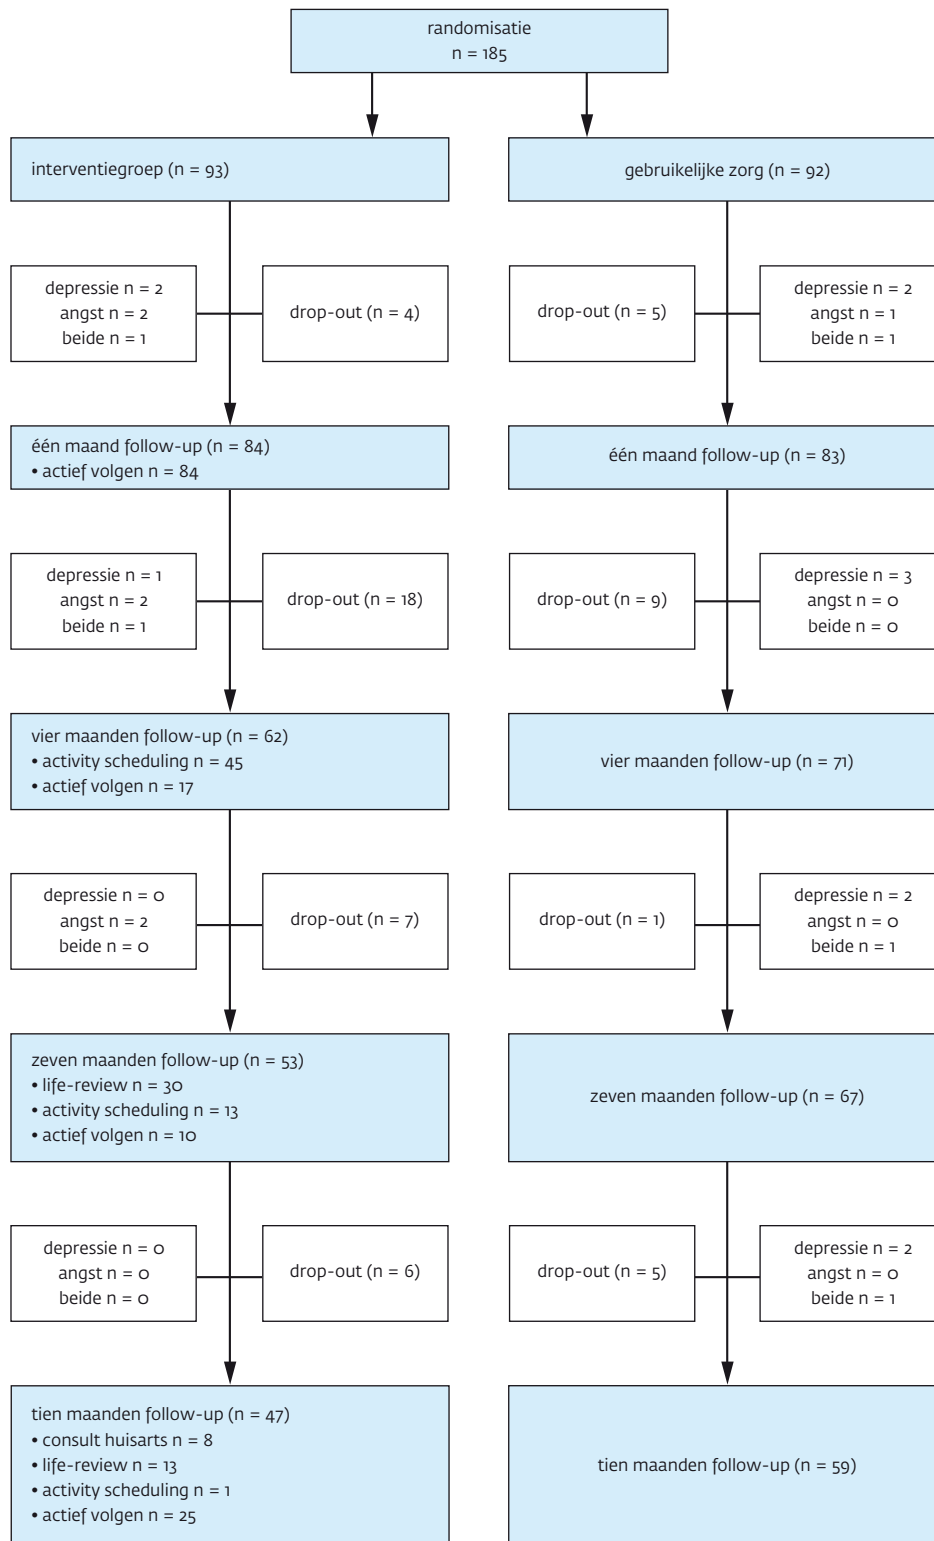 randomisatie
n = 185
interventiegroep (n = 93)
gebruikelijke zorg (n = 92)
depressie n = 2
angst n = 2
beide n = 1
drop-out (n = 4)
drop-out (n = 5)
depressie n = 2
angst n = 1
beide n = 1
één maand follow-up (n = 84)
• actief volgen n = 84
één maand follow-up (n = 83)
depressie n = 1
angst n = 2
beide n = 1
drop-out (n = 18)
drop-out (n = 9)
depressie n = 3
angst n = 0
beide n = 0
vier maanden follow-up (n = 62)
• activity scheduling n = 45
• actief volgen n = 17
vier maanden follow-up (n = 71)
depressie n = 0
angst n = 2
beide n = 0
drop-out (n = 7)
drop-out (n = 1)
depressie n = 2
angst n = 0
beide n = 1
zeven maanden follow-up (n = 53)
• life-review n = 30
• activity scheduling n = 13
• actief volgen n = 10
zeven maanden follow-up (n = 67)
depressie n = 0
angst n = 0
beide n = 0
drop-out (n = 6)
drop-out (n = 5)
depressie n = 2
angst n = 0
beide n = 1
tien maanden follow-up (n = 47)
• consult huisarts n = 8
• life-review n = 13
• activity scheduling n = 1
• actief volgen n = 25
tien maanden follow-up (n = 59)